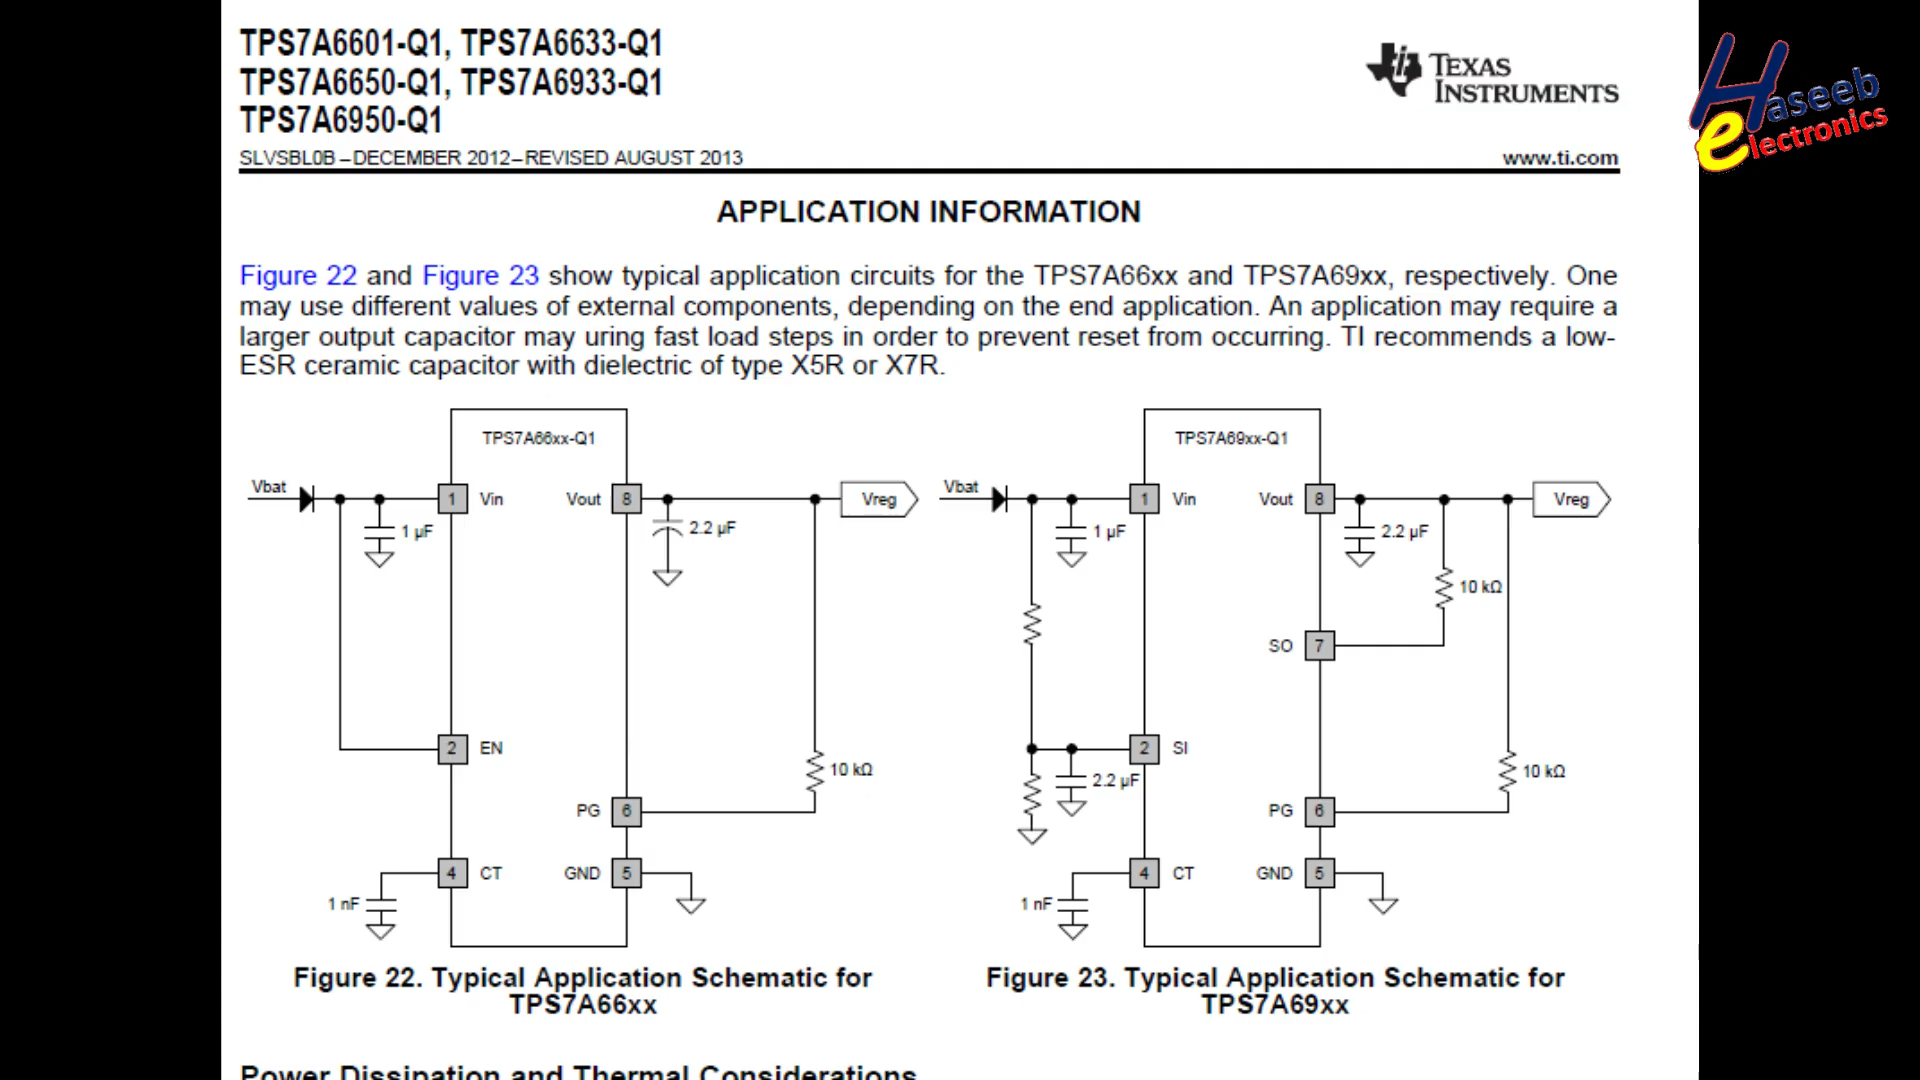 TPS7A6601-Q1, TPS7A6633-Q1
TPS7A6650-Q1, TPS7A6933-Q1
TPS7A6950-Q1
SLVSBL0B –DECEMBER 2012–REVISED AUGUST 2013
TEXAS
INSTRUMENTS
www.ti.com
Haseeb
electronics
APPLICATION INFORMATION
Figure 22 and Figure 23 show typical application circuits for the TPS7A66xx and TPS7A69xx, respectively. One
may use different values of external components, depending on the end application. An application may require a
larger output capacitor may uring fast load steps in order to prevent reset from occurring. TI recommends a low-
ESR ceramic capacitor with dielectric of type X5R or X7R.
TPS7A66xx-Q1
Vbat
1 Vin
Vout 8
Vreg
1 µF
2.2 µF
2 EN
10 kΩ
PG 6
4 CT
GND 5
1 nF
Figure 22. Typical Application Schematic for
TPS7A66xx
TPS7A69xx-Q1
Vbat
1 Vin
Vout 8
Vreg
1 µF
2.2 µF
10 kΩ
SO 7
2 SI
2.2 µF
10 kΩ
PG 6
4 CT
GND 5
1 nF
Figure 23. Typical Application Schematic for
TPS7A69xx
Power Dissipation and Thermal Considerations